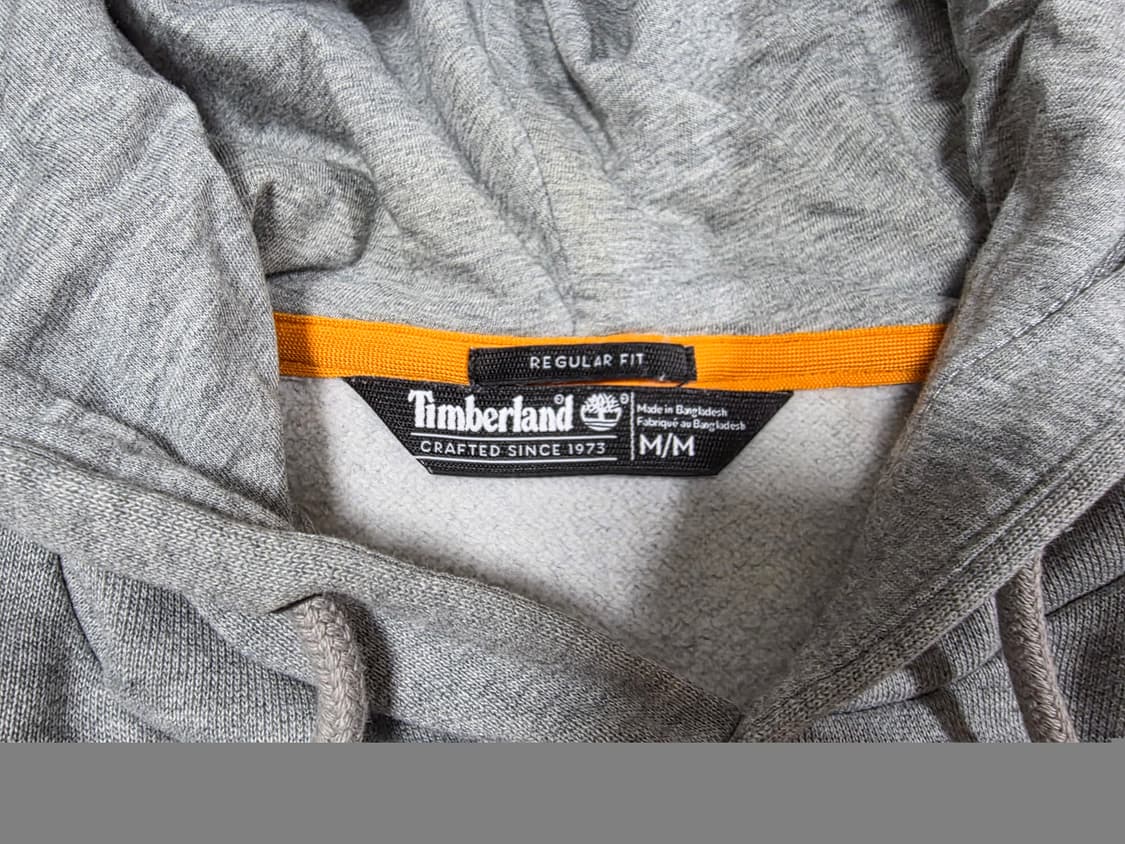 REGULAR FIT
Timberland®
CRAFTED SINCE 1973
Made in Bangladesh
Fabriqué au Bangladesh
M/M